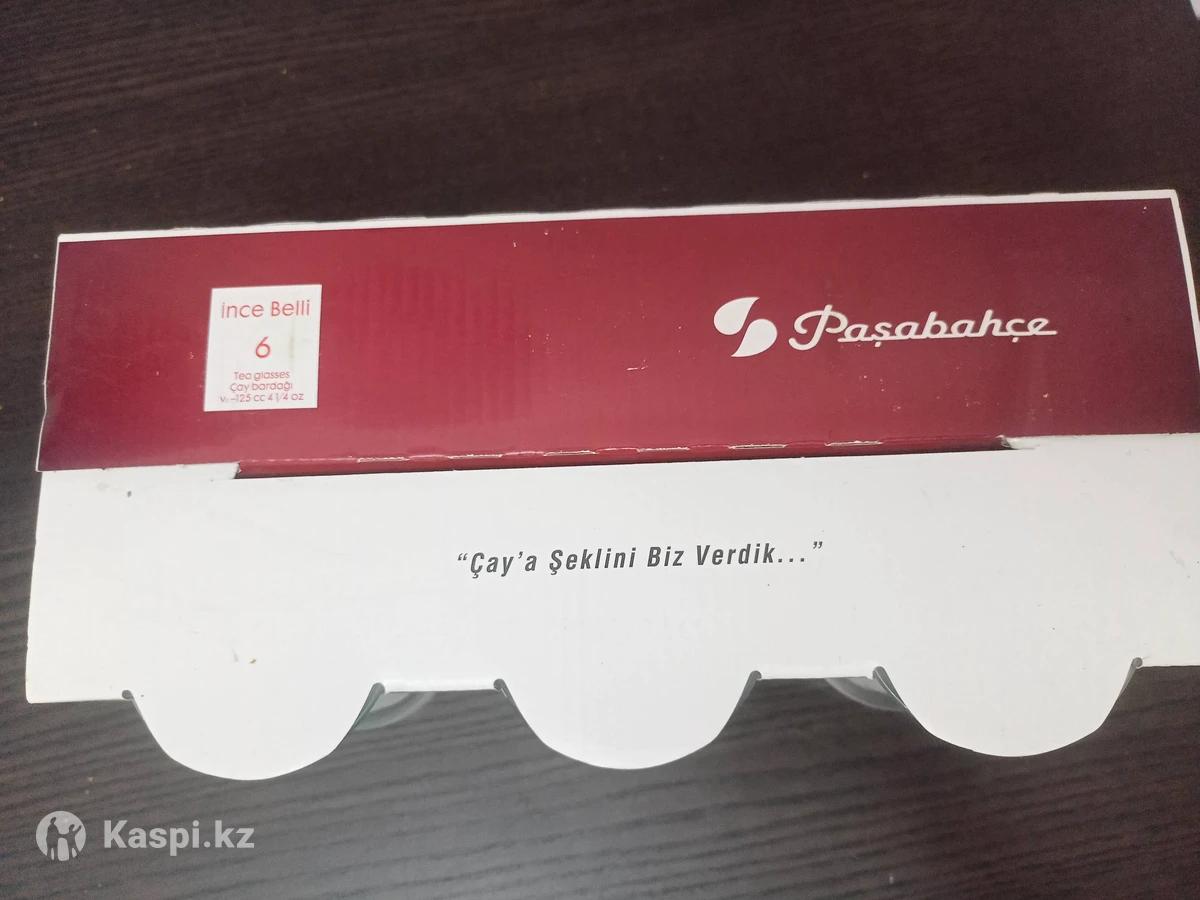 ince Belli
6
Tea glasses
Çay bardağı
V: ~125 cc 4 1/4 oz
Paşabahçe
“Çay’a Şeklini Biz Verdik...”
Kaspi.kz